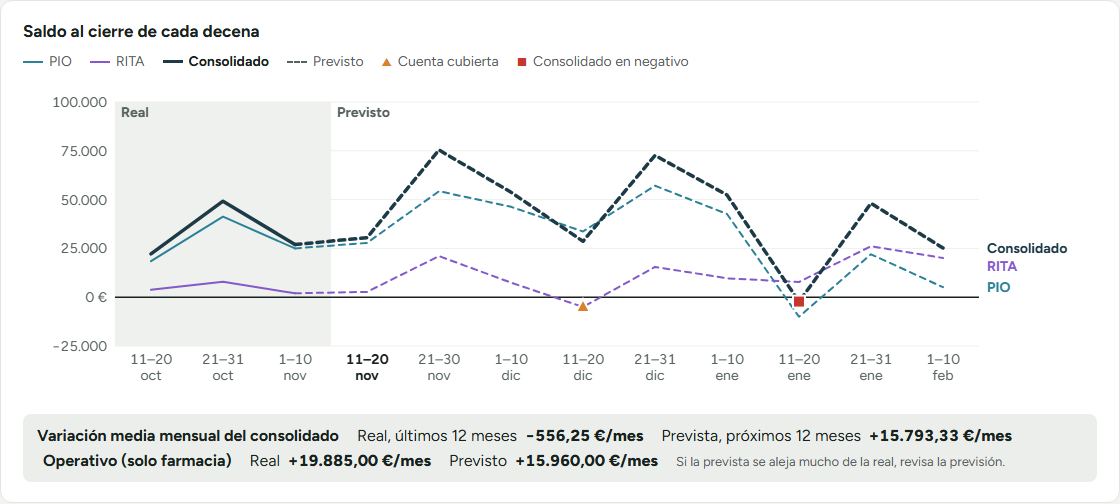 Saldo al cierre de cada decena
PIO RITA Consolidado Previsto Cuenta cubierta Consolidado en negativo
100.000
Real Previsto
75.000
50.000
25.000
Consolidado
RITA
PIO
0 €
-25.000
11–20 21–31 1–10 11–20 21–30 1–10 11–20 21–31 1–10 11–20 21–31 1–10
oct oct nov nov nov dic dic dic ene ene ene feb
Variación media mensual del consolidado Real, últimos 12 meses -556,25 €/mes Prevista, próximos 12 meses +15.793,33 €/mes
Operativo (solo farmacia) Real +19.885,00 €/mes Previsto +15.960,00 €/mes Si la prevista se aleja mucho de la real, revisa la previsión.